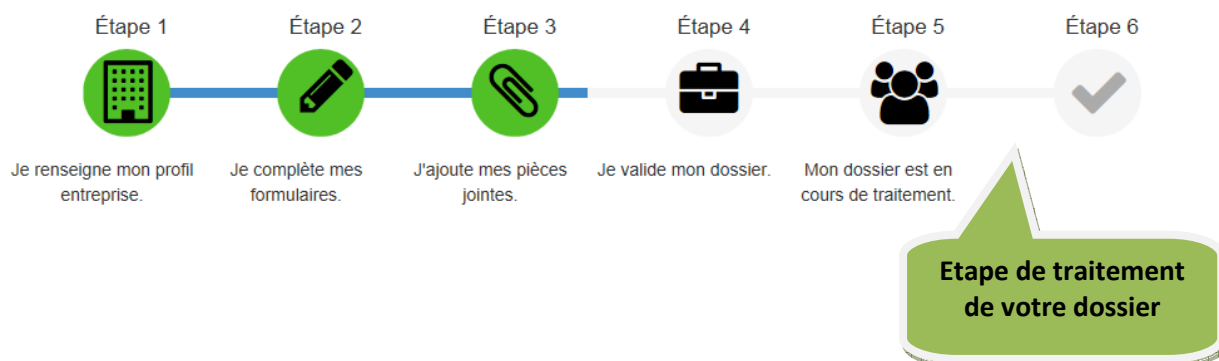 Étape 1
Étape 2
Étape 3
Étape 4
Étape 5
Étape 6
Je renseigne mon profil
entreprise.
Je complète mes
formulaires.
J'ajoute mes pièces
jointes.
Je valide mon dossier.
Mon dossier est en
cours de traitement.
Etape de traitement
de votre dossier